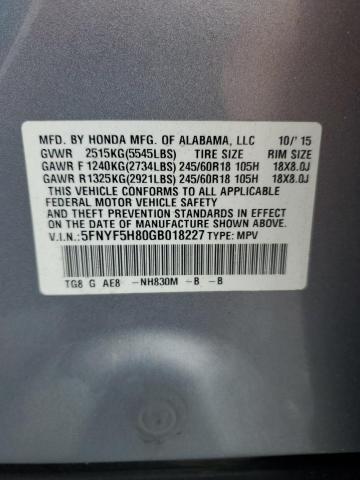 MFD. BY HONDA MFG. OF ALABAMA, LLC 10/'15
GVWR 2515KG(5545LBS) TIRE SIZE RIM SIZE
GAWR F 1240KG(2734LBS) 245/60R18 105H 18X8.0J
GAWR R 1325KG(2921LBS) 245/60R18 105H 18X8.0J
THIS VEHICLE CONFORMS TO ALL APPLICABLE
FEDERAL MOTOR VEHICLE SAFETY, BUMPER,
AND THEFT PREVENTION STANDARDS IN EFFECT
ON THE DATE OF MANUFACTURE SHOWN ABOVE.
V.I.N.: 5FNYF5H80GB018227 TYPE: MPV
TG8 G AE8 -NH830M -B -B